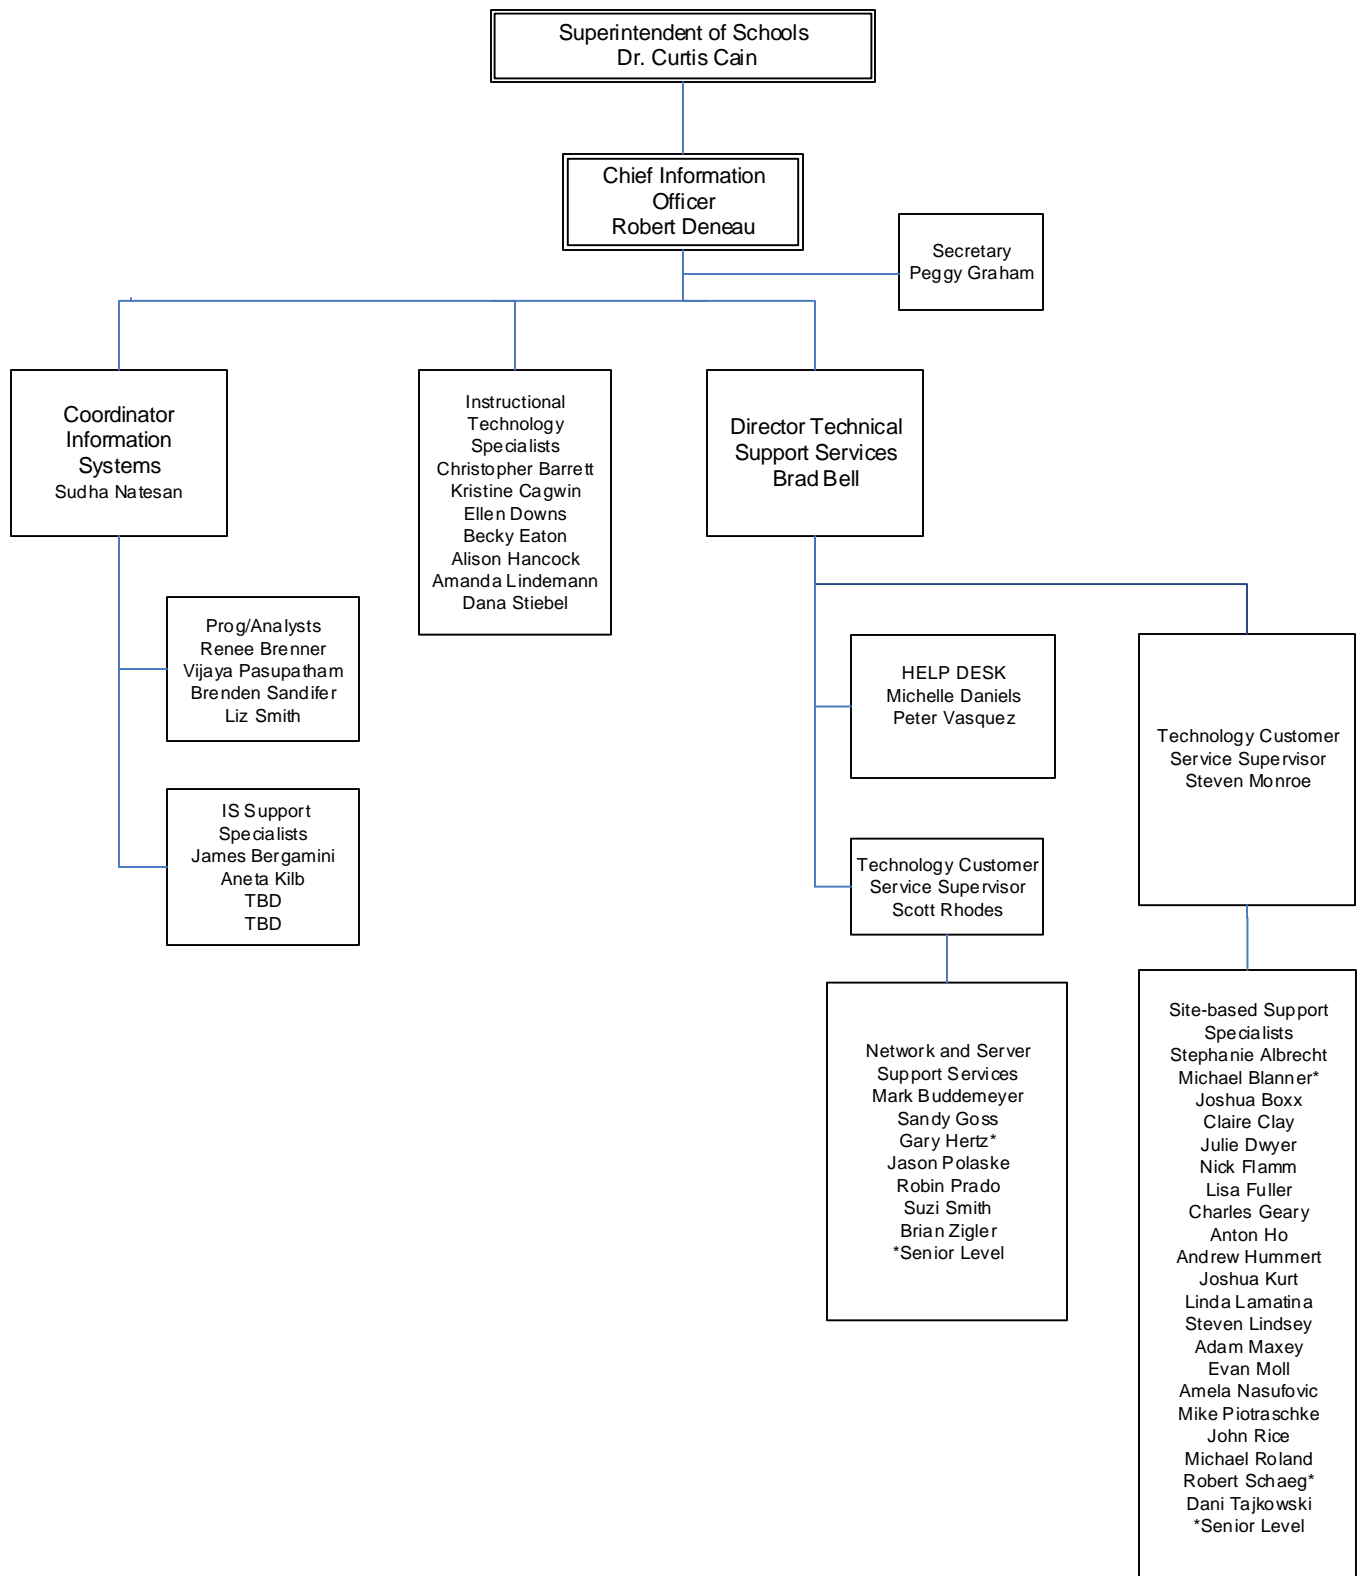 Superintendent of Schools
Dr. Curtis Cain
Chief Information
Officer
Robert Deneau
Secretary
Peggy Graham
Coordinator
Information
Systems
Sudha Natesan
Instructional
Technology
Specialists
Christopher Barrett
Kristine Cagwin
Ellen Downs
Becky Eaton
Alison Hancock
Amanda Lindemann
Dana Stiebel
Director Technical
Support Services
Brad Bell
Prog/Analysts
Renee Brenner
Vijaya Pasupatham
Brenden Sandifer
Liz Smith
IS Support
Specialists
James Bergamini
Aneta Kilb
TBD
TBD
HELP DESK
Michelle Daniels
Peter Vasquez
Technology Customer
Service Supervisor
Scott Rhodes
Network and Server
Support Services
Mark Buddemeyer
Sandy Goss
Gary Hertz*
Jason Polaske
Robin Prado
Suzi Smith
Brian Zigler
*Senior Level
Technology Customer
Service Supervisor
Steven Monroe
Site-based Support
Specialists
Stephanie Albrecht
Michael Blanner*
Joshua Boxx
Claire Clay
Julie Dwyer
Nick Flamm
Lisa Fuller
Charles Geary
Anton Ho
Andrew Hummert
Joshua Kurt
Linda Lamatina
Steven Lindsey
Adam Maxey
Evan Moll
Amela Nasufovic
Mike Piotraschke
John Rice
Michael Roland
Robert Schaeg*
Dani Tajkowski
*Senior Level